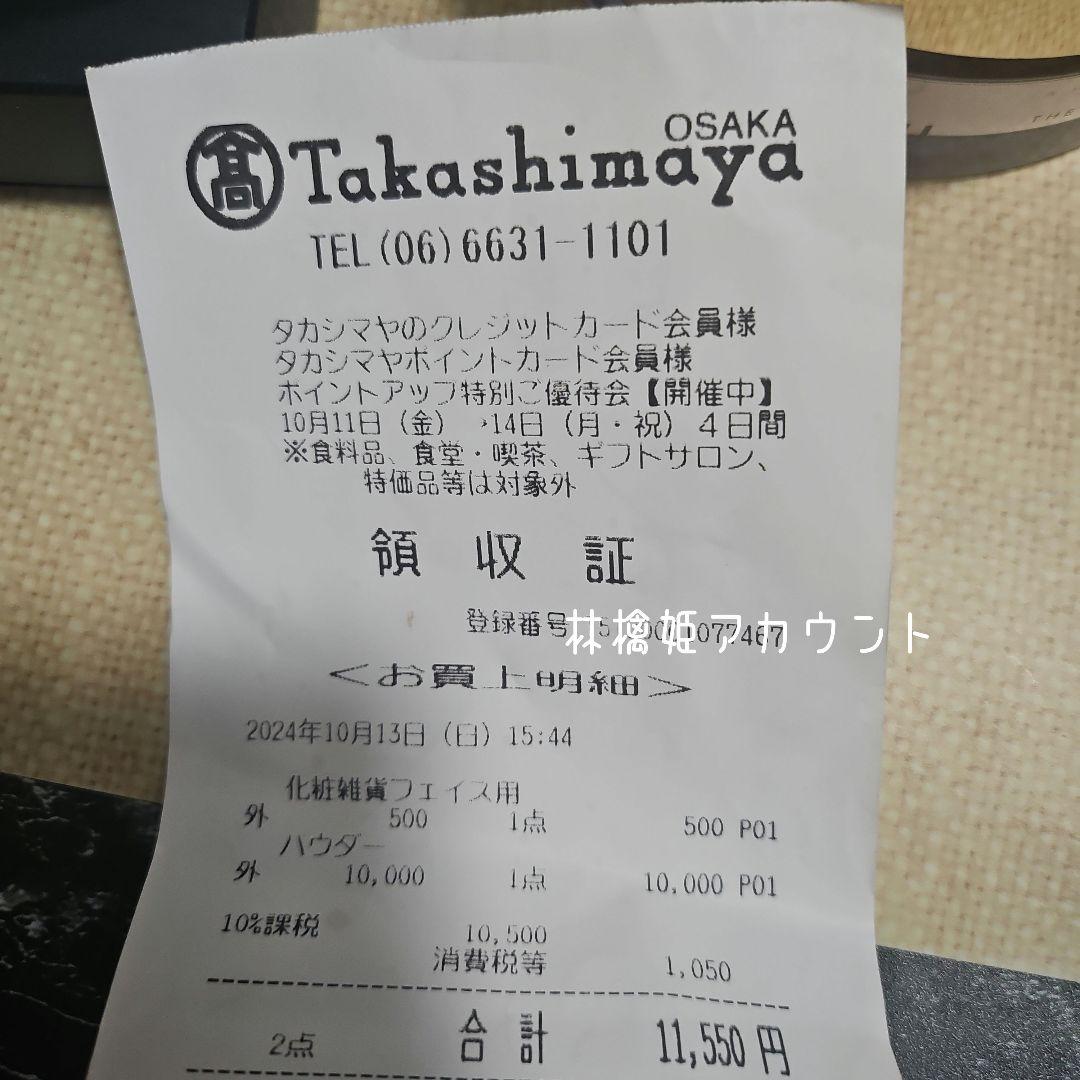 髙 Takashimaya OSAKA
TEL(06)6631-1101
タカシマヤのクレジットカード会員様
タカシマヤポイントカード会員様
ポイントアップ特別ご優待会【開催中】
10月11日(金)→14日(月・祝)4日間
※食料品、食堂・喫茶、ギフトサロン、
特価品等は対象外
領収証
登録番号
林檎姫アカウント
<お買上明細>
2024年10月13日(日)15:44
化粧雑貨フェイス用
外 500 1点 500 P01
パウダー
外 10,000 1点 10,000 P01
10%課税 10,500
消費税等 1,050
2点 合計 11,550円
THE